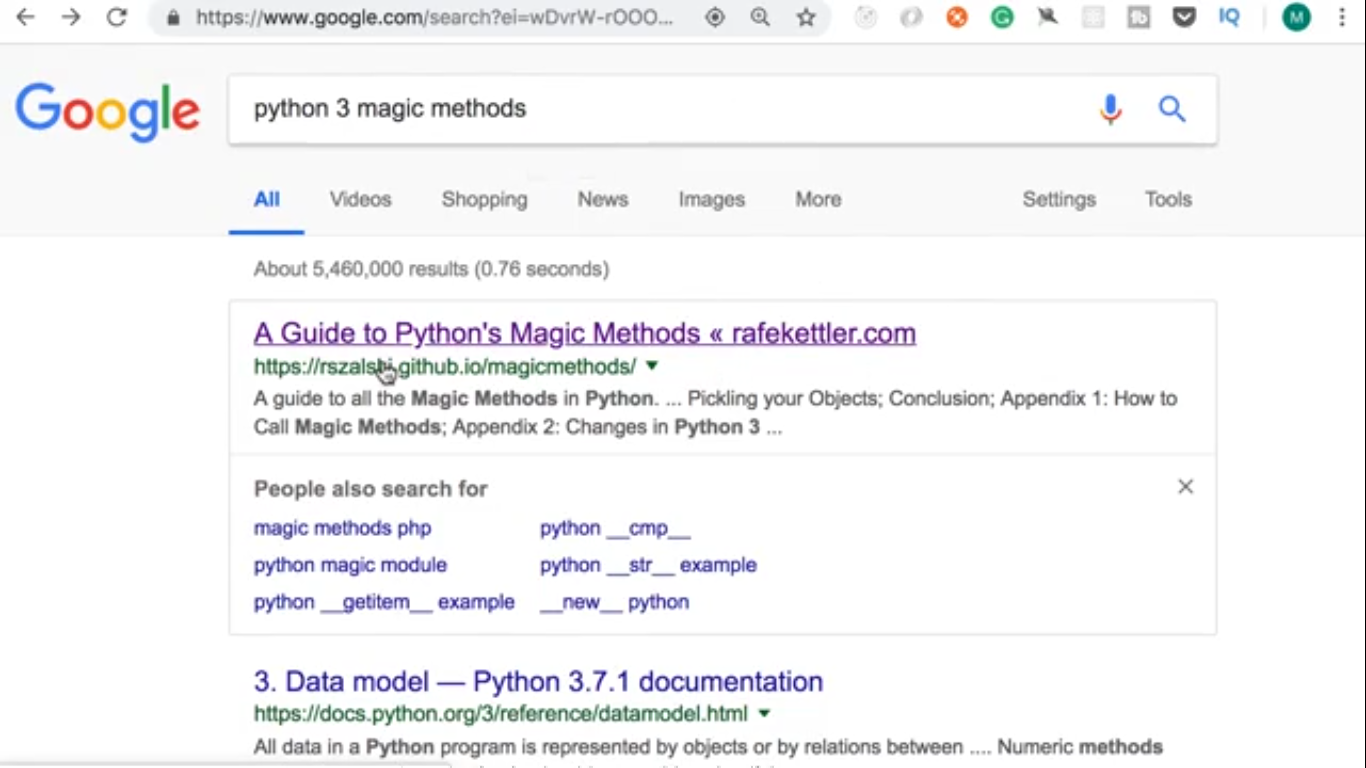 https://www.google.com/search?ei=wDvrW-rOOO...
IQ
M
Google
python 3 magic methods
All Videos Shopping News Images More Settings Tools
About 5,460,000 results (0.76 seconds)
A Guide to Python's Magic Methods « rafekettler.com
https://rszalski.github.io/magicmethods/
A guide to all the Magic Methods in Python. ... Pickling your Objects; Conclusion; Appendix 1: How to
Call Magic Methods; Appendix 2: Changes in Python 3 ...
People also search for
magic methods php python __cmp__
python magic module python __str__ example
python __getitem__ example __new__ python
3. Data model — Python 3.7.1 documentation
https://docs.python.org/3/reference/datamodel.html
All data in a Python program is represented by objects or by relations between .... Numeric methods